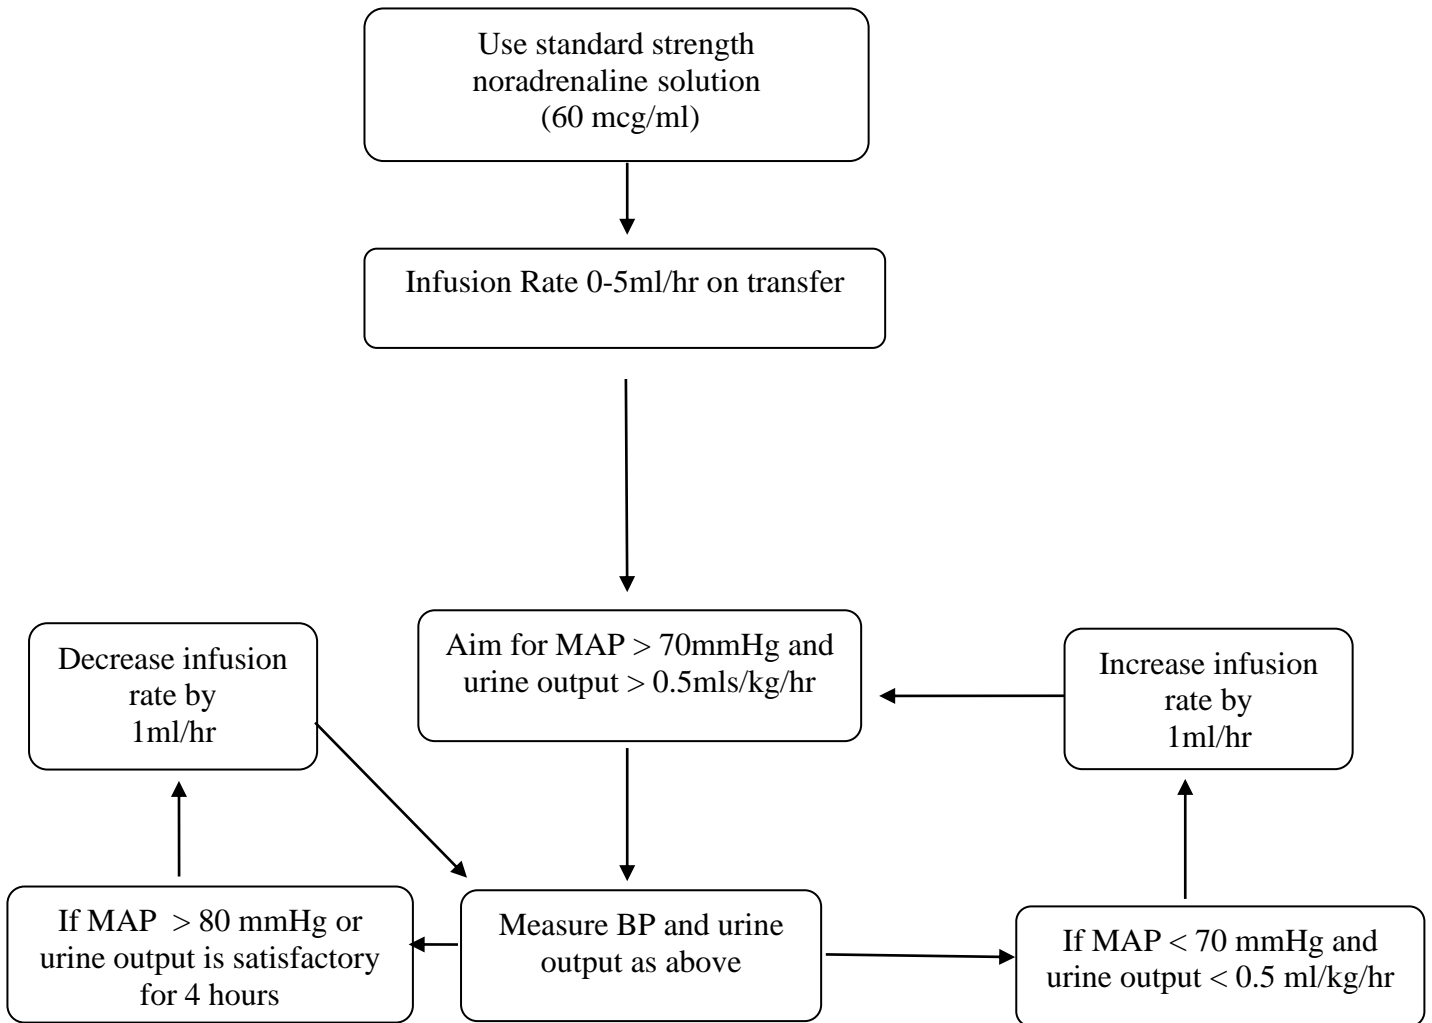 Use standard strength
noradrenaline solution
(60 mcg/ml)
Infusion Rate 0-5ml/hr on transfer
Decrease infusion
rate by
1ml/hr
Aim for MAP > 70mmHg and
urine output > 0.5mls/kg/hr
Increase infusion
rate by
1ml/hr
If MAP > 80 mmHg or
urine output is satisfactory
for 4 hours
Measure BP and urine
output as above
If MAP < 70 mmHg and
urine output < 0.5 ml/kg/hr